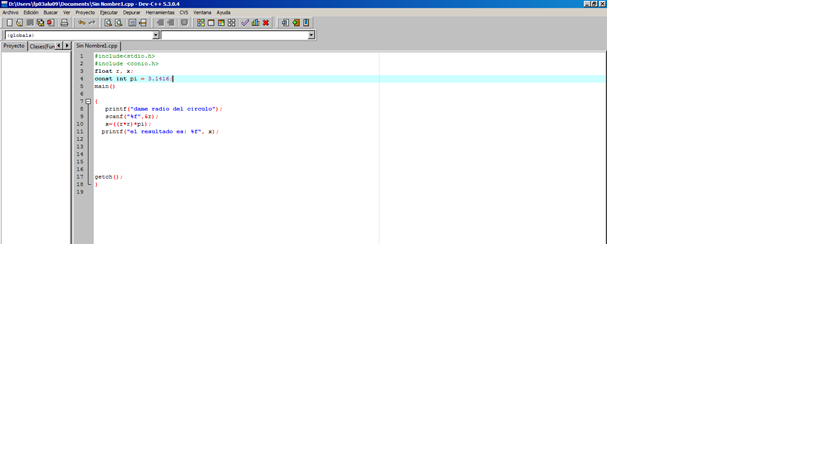 D:\Users\lp03alu09\Documents\Sin Nombre1.cpp - Dev-C++ 5.3.0.4
Archivo Edición Buscar Ver Proyecto Ejecutar Depurar Herramientas CVS Ventana Ayuda
(globals)
Proyecto Clases(Fun Sin Nombre1.cpp
1 #include<stdio.h>
2 #include <conio.h>
3 float r, x;
4 const int pi = 3.1416;
5 main()
6
7 {
8 printf("dame radio del circulo");
9 scanf("%f",&r);
10 x=((r*r)*pi);
11 printf("el resultado es: %f", x);
12
13
14
15
16
17 getch();
18 }
19